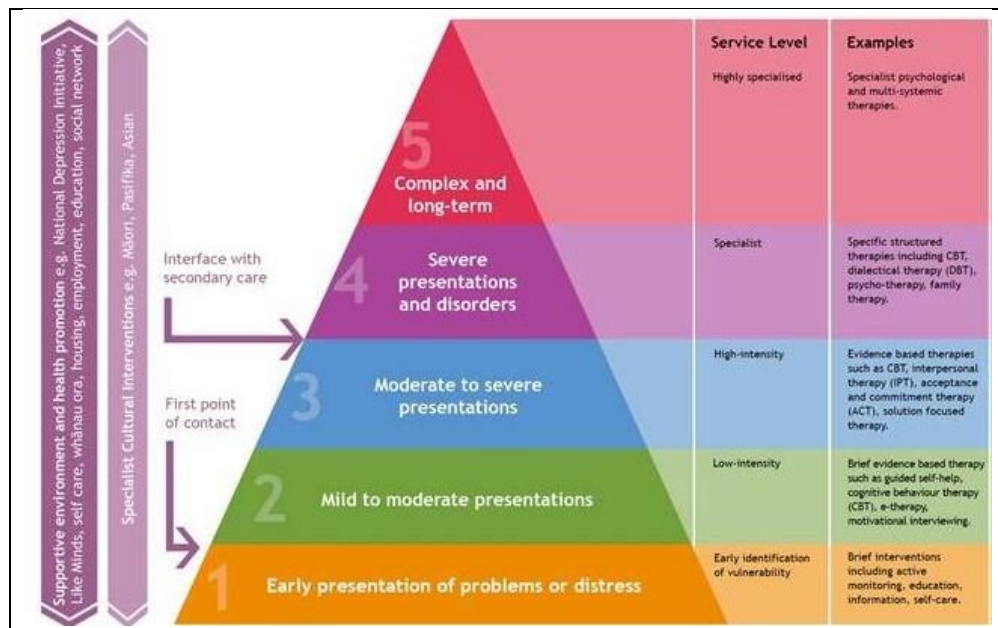 Supportive environment and health promotion e.g. National Depression Initiative,
Like Minds, self care, whānau ora, housing, employment, education, social network
Specialist Cultural Interventions e.g. Māori, Pasifika, Asian
Interface with
secondary care
First point
of contact
5
Complex and
long-term
4
Severe
presentations
and disorders
3
Moderate to severe
presentations
2
Mild to moderate presentations
1
Early presentation of problems or distress
Service Level
Examples
Highly specialised
Specialist psychological
and multi-systemic
therapies.
Specialist
Specific structured
therapies including CBT,
dialectical therapy (DBT),
psycho-therapy, family
therapy.
High-intensity
Evidence based therapies
such as CBT, interpersonal
therapy (IPT), acceptance
and commitment therapy
(ACT), solution focused
therapy.
Low-intensity
Brief evidence based therapy
such as guided self-help,
cognitive behaviour therapy
(CBT), e-therapy,
motivational interviewing.
Early identification
of vulnerability
Brief interventions
including active
monitoring, education,
information, self-care.